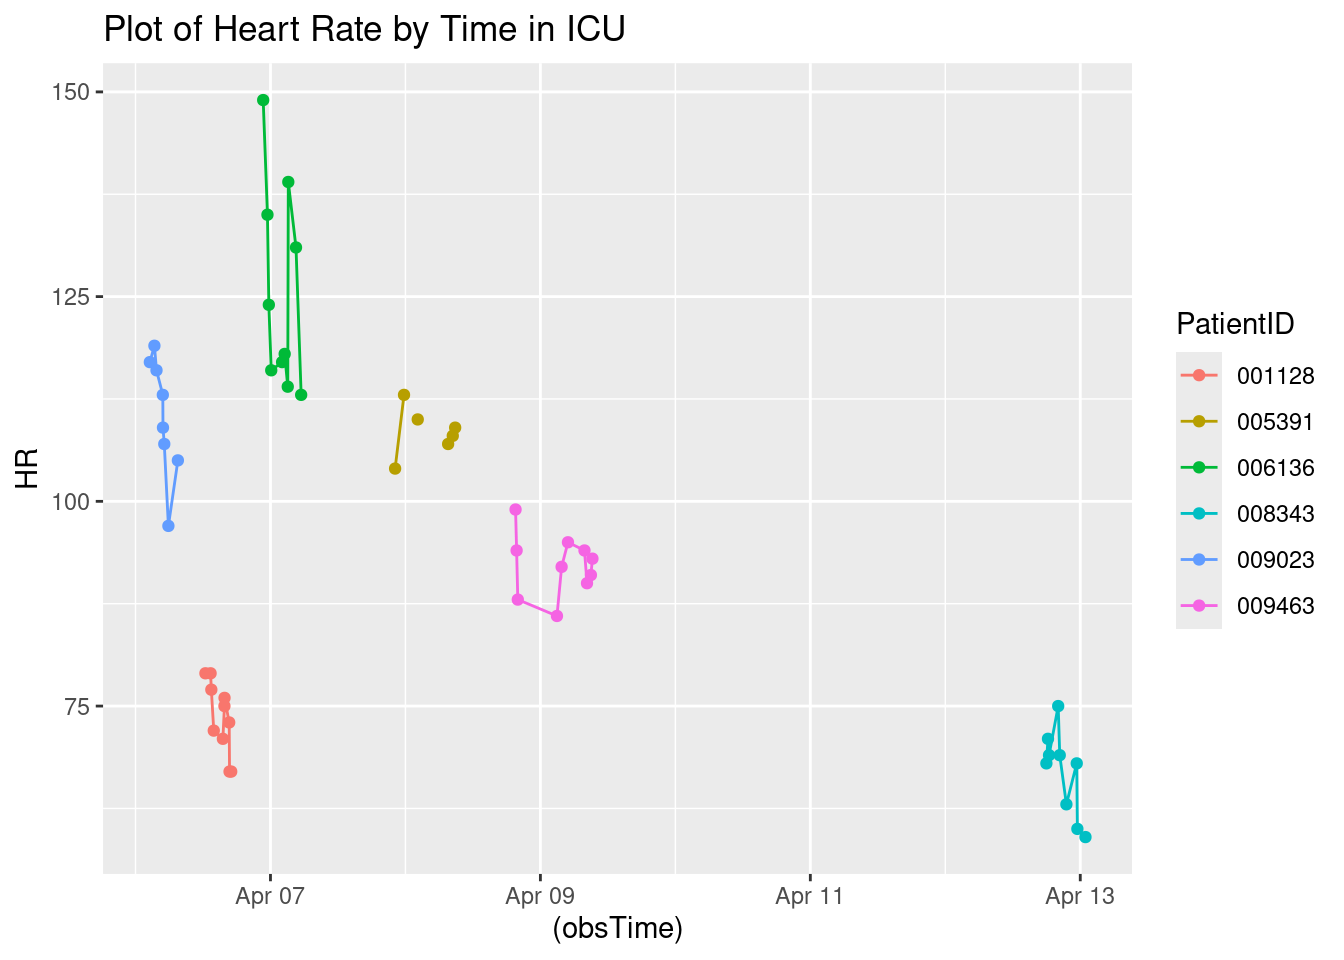 Plot of Heart Rate by Time in ICU
150
125
100
75
HR
Apr 07
Apr 09
Apr 11
Apr 13
(obsTime)
PatientID
001128
005391
006136
008343
009023
009463